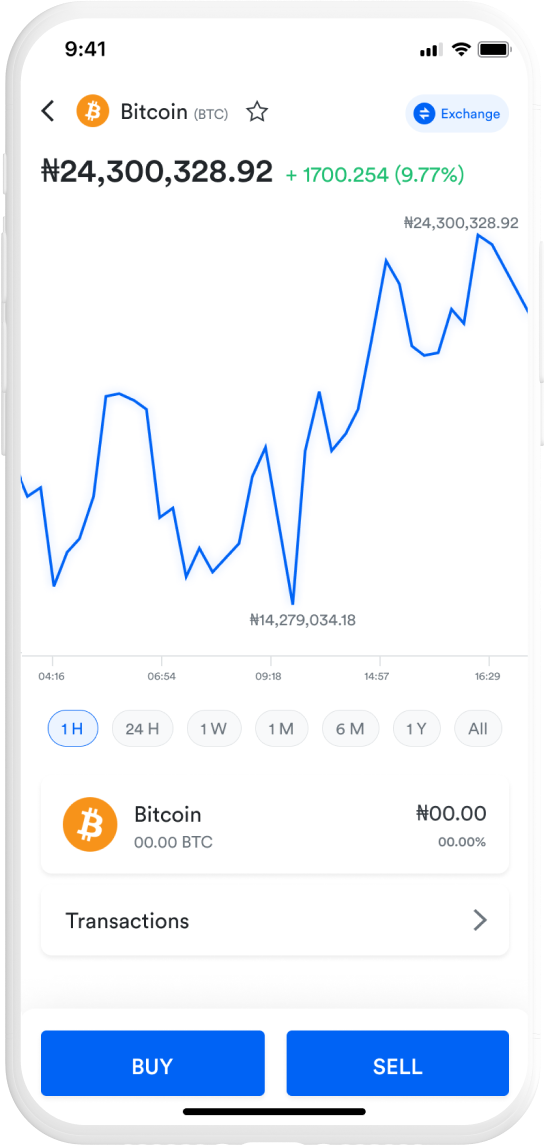 9:41
Bitcoin (BTC)
Exchange
₦24,300,328.92 + 1700.254 (9.77%)
₦24,300,328.92
₦14,279,034.18
04:16 06:54 09:18 14:57 16:29
1 H 24 H 1 W 1 M 6 M 1 Y All
Bitcoin ₦00.00
00.00 BTC 00.00%
Transactions
BUY SELL